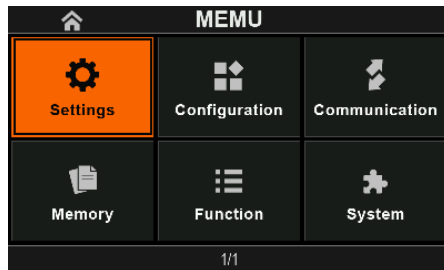 MEMU
Settings
Configuration
Communication
Memory
Function
System
1/1